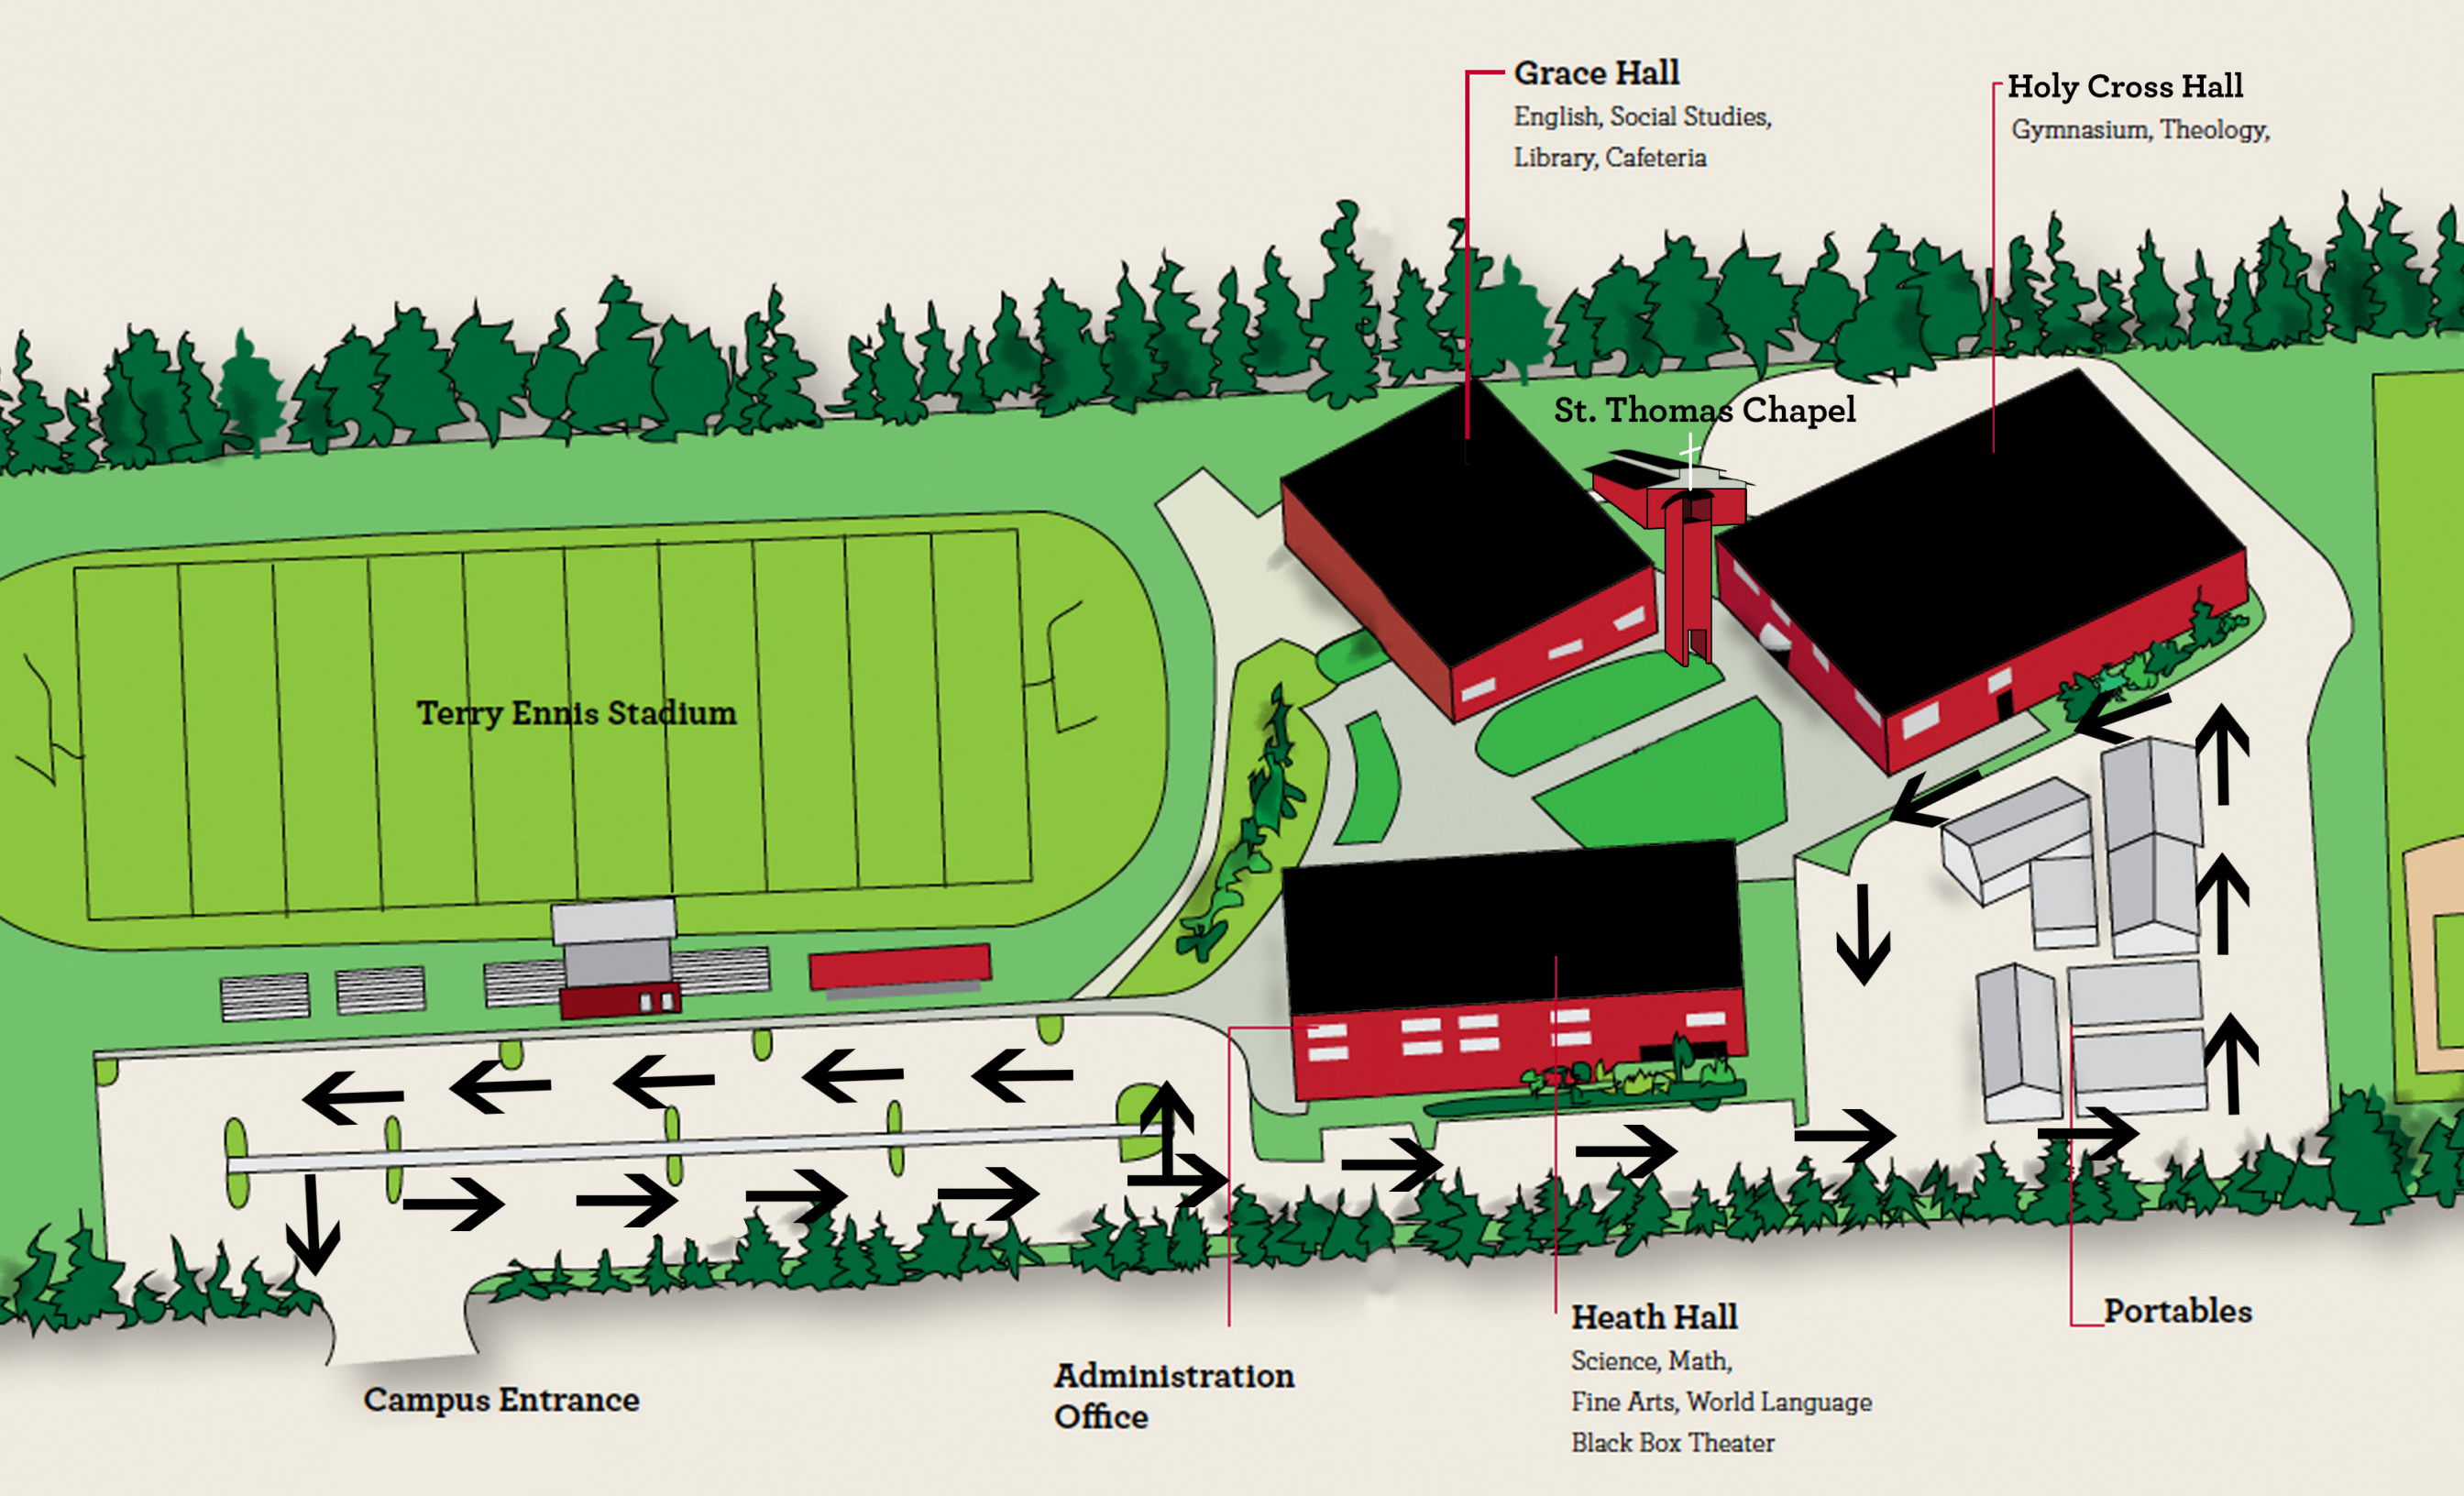 Grace Hall
English, Social Studies,
Library, Cafeteria
Holy Cross Hall
Gymnasium, Theology,
St. Thomas Chapel
Terry Ennis Stadium
Campus Entrance
Administration
Office
Heath Hall
Science, Math,
Fine Arts, World Language
Black Box Theater
Portables